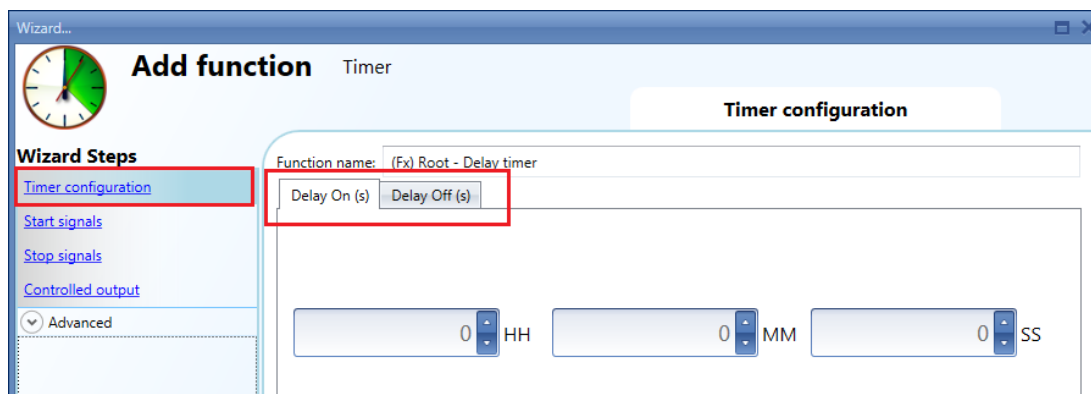 Wizard...
Add function Timer
Timer configuration
Wizard Steps
Timer configuration
Start signals
Stop signals
Controlled output
Advanced
Function name: (Fx) Root - Delay timer
Delay On (s) Delay Off (s)
0 HH 0 MM 0 SS